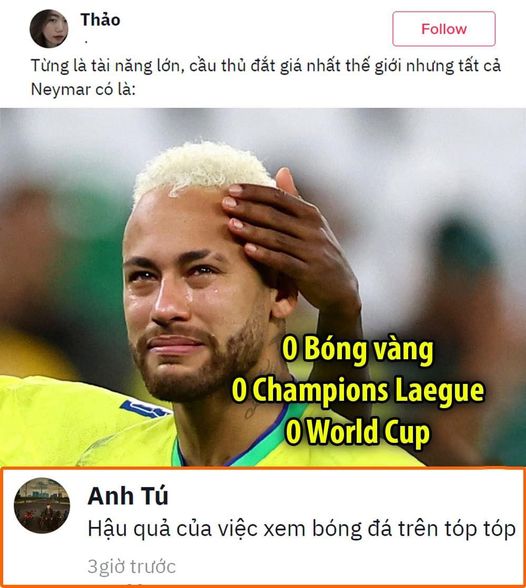 Thảo
.
Follow
Từng là tài năng lớn, cầu thủ đắt giá nhất thế giới nhưng tất cả
Neymar có là:
0 Bóng vàng
0 Champions Laegue
0 World Cup
Anh Tú
Hậu quả của việc xem bóng đá trên tóp tóp
3giờ trước